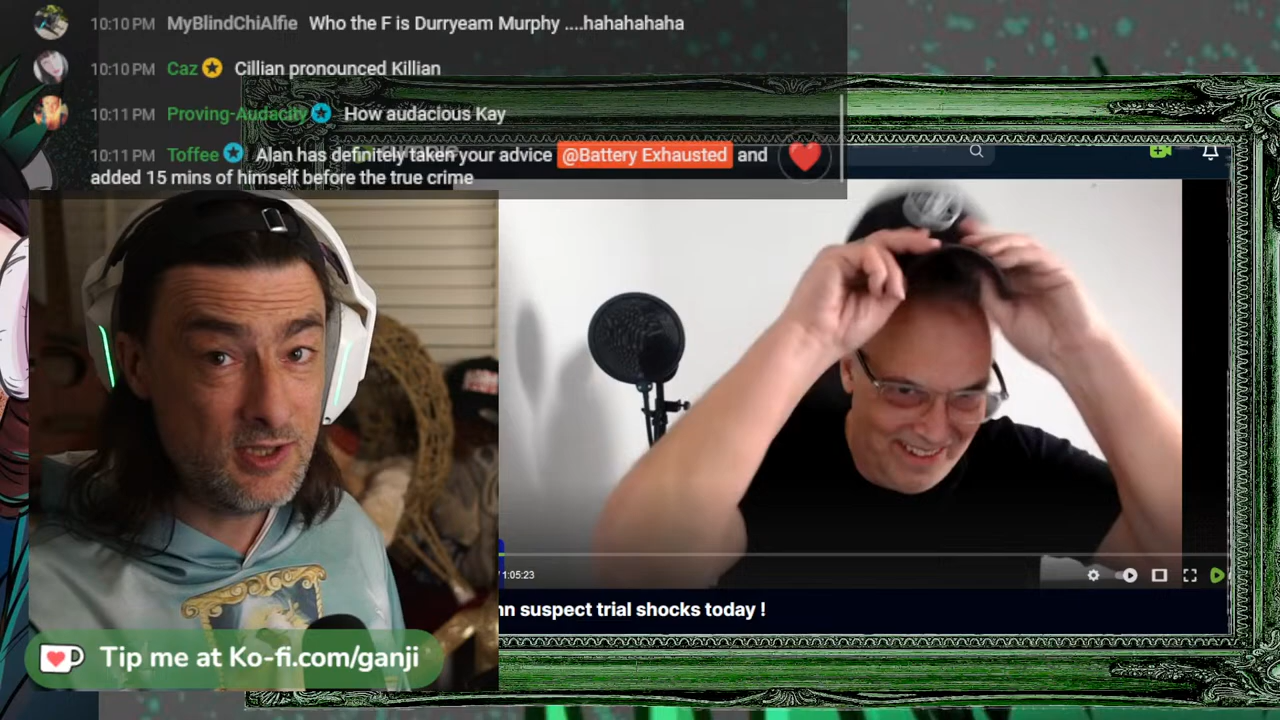 10:10 PM MyBlindChiAlfie Who the F is Durryeam Murphy ....hahahahaha
10:10 PM Caz Cillian pronounced Killian
10:11 PM Proving-Audacity How audacious Kay
10:11 PM Toffee Alan has definitely taken your advice @Battery Exhausted and
added 15 mins of himself before the true crime
/ 1:05:23
nn suspect trial shocks today !
Tip me at Ko-fi.com/ganji